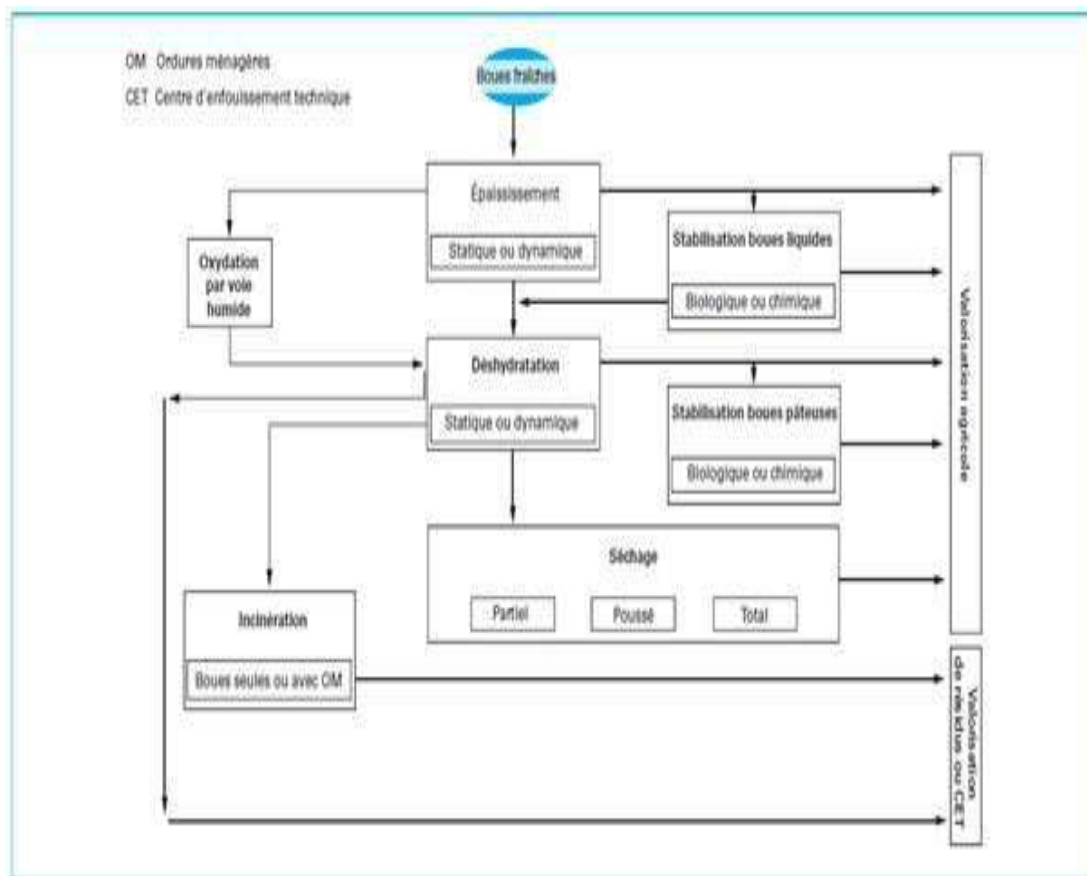 OM Ordures ménagères
CET Centre d'enfouissement technique
Boues fraîches
Épaississement
Statique ou dynamique
Oxydation
par voie
humide
Stabilisation boues liquides
Biologique ou chimique
Déshydratation
Statique ou dynamique
Stabilisation boues pâteuses
Biologique ou chimique
Séchage
Partiel
Poussé
Total
Incinération
Boues seules ou avec OM
Valorisation agricole
Valorisation
de résidus ou CET